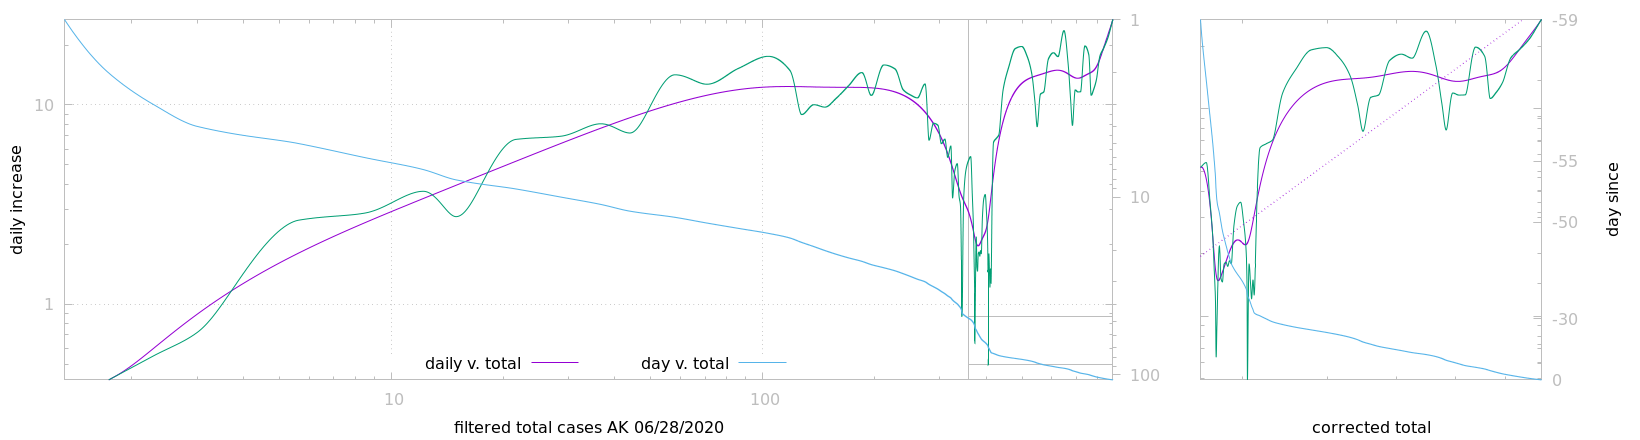 1
10
1
10
100
daily increase
daily v. total
day v. total
10
100
filtered total cases AK 06/28/2020
-59
-55
-50
-30
0
day since
corrected total